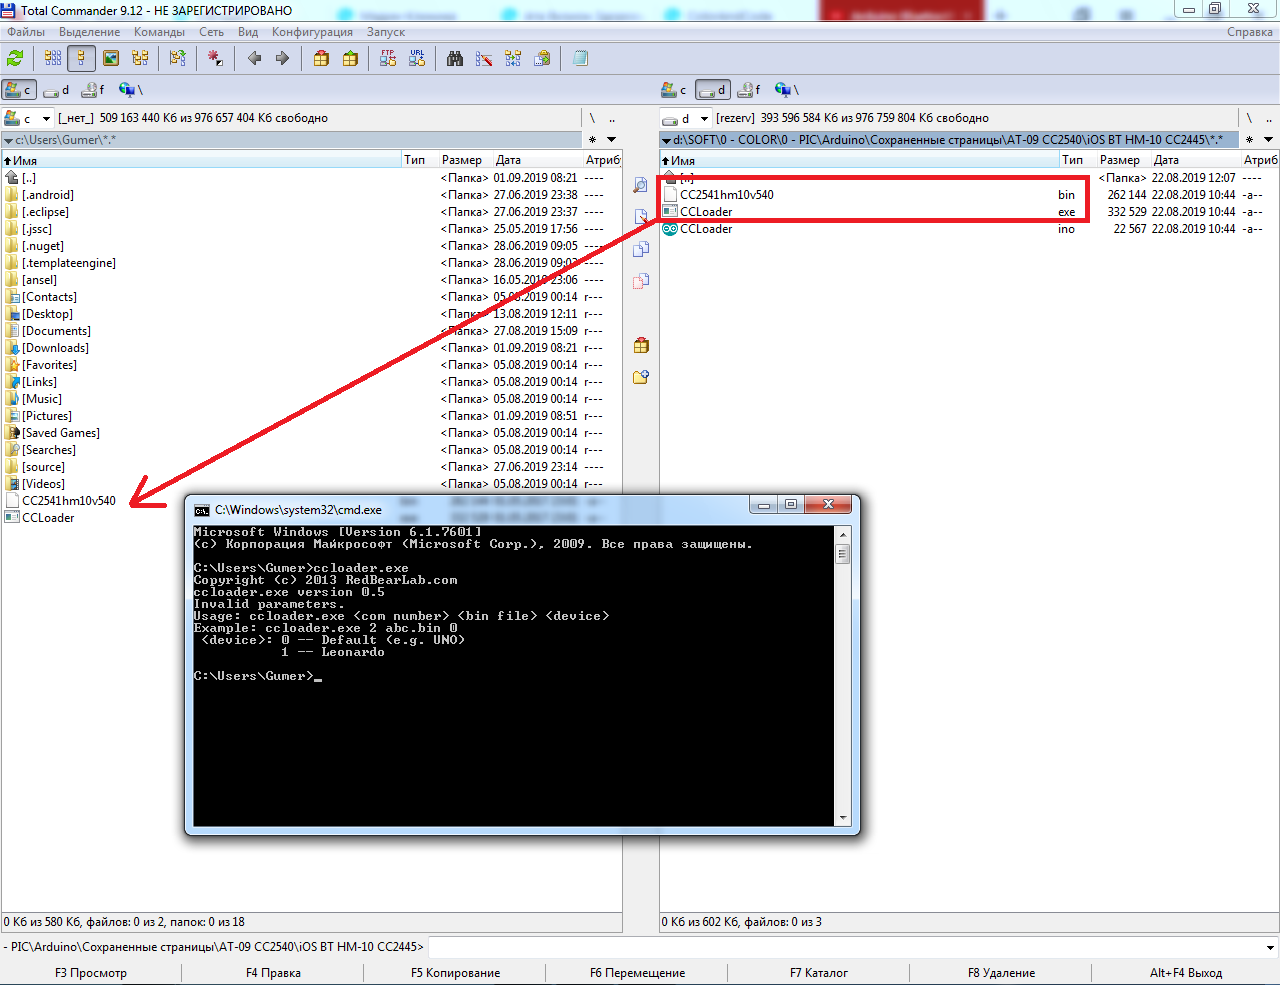 Total Commander 9.12 - НЕ ЗАРЕГИСТРИРОВАНО
Файлы Выделение Команды Сеть Вид Конфигурация Запуск Справка
FTP URL
c d f \
c d f \
c [_нет_] 509 163 440 Кб из 976 657 404 Кб свободно \ ..
d [rezerv] 393 596 584 Кб из 976 759 804 Кб свободно \ ..
c:\Users\Gumer\*.* *
d:\SOFT\0 - COLOR\0 - PIC\Arduino\Сохраненные страницы\AT-09 CC2540\iOS BT HM-10 CC2445\*.* *
Имя Тип Размер Дата Атриб
[..] <Папка> 01.09.2019 08:21 ----
[.android] <Папка> 27.06.2019 23:38 ----
[.eclipse] <Папка> 27.06.2019 23:37 ----
[.jssc] <Папка> 25.05.2019 17:56 ----
[.nuget] <Папка> 28.06.2019 09:05 ----
[.templateengine] <Папка> 28.06.2019 ----
[ansel] <Папка> 16.05.2019 23:06 ----
[Contacts] <Папка> 05.08.2019 00:14 r---
[Desktop] <Папка> 13.08.2019 12:11 r---
[Documents] <Папка> 27.08.2019 15:09 r---
[Downloads] <Папка> 01.09.2019 08:21 r---
[Favorites] <Папка> 05.08.2019 00:14 r---
[Links] <Папка> 05.08.2019 00:14 r---
[Music] <Папка> 05.08.2019 00:14 r---
[Pictures] <Папка> 01.09.2019 08:51 r---
[Saved Games] <Папка> 05.08.2019 00:14 r---
[Searches] <Папка> 05.08.2019 00:14 r---
[source] <Папка> 27.06.2019 23:14 ----
[Videos] <Папка> 05.08.2019 00:14 r---
CC2541hm10v540
CCLoader
Имя Тип Размер Дата Атриб
[..] <Папка> 22.08.2019 12:07 ----
CC2541hm10v540 bin 262 144 22.08.2019 10:44 -a--
CCLoader exe 332 529 22.08.2019 10:44 -a--
CCLoader ino 22 567 22.08.2019 10:44 -a--
C:\Windows\system32\cmd.exe
Microsoft Windows [Version 6.1.7601]
(c) Корпорация Майкрософт (Microsoft Corp.), 2009. Все права защищены.
C:\Users\Gumer>ccloader.exe
Copyright (c) 2013 RedBearLab.com
ccloader.exe version 0.5
Invalid parameters.
Usage: ccloader.exe <com number> <bin file> <device>
Example: ccloader.exe 2 abc.bin 0
<device>: 0 -- Default (e.g. UNO)
1 -- Leonardo
C:\Users\Gumer>_
0 Кб из 580 Кб, файлов: 0 из 2, папок: 0 из 18
0 Кб из 602 Кб, файлов: 0 из 3
- PIC\Arduino\Сохраненные страницы\AT-09 CC2540\iOS BT HM-10 CC2445>
F3 Просмотр F4 Правка F5 Копирование F6 Перемещение F7 Каталог F8 Удаление Alt+F4 Выход